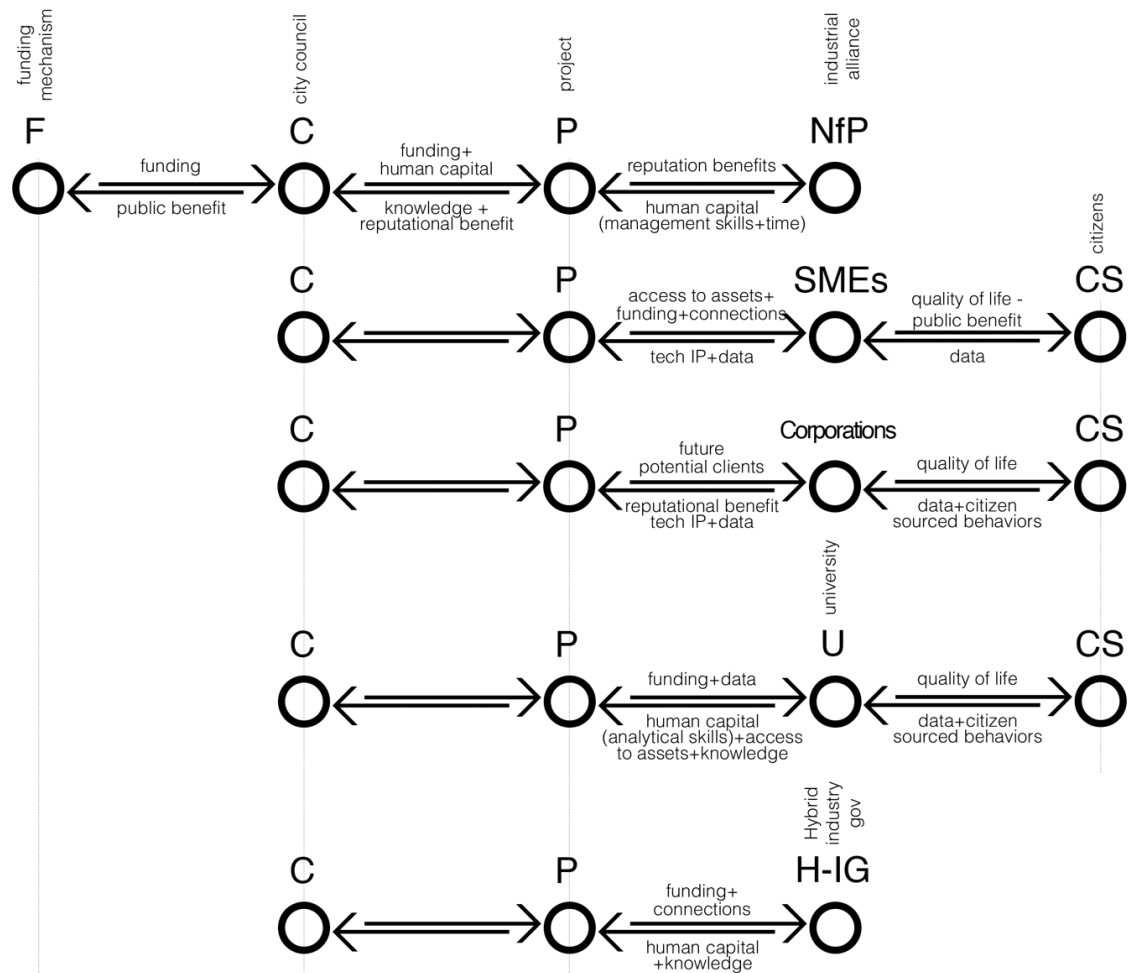 funding
mechanism
city council
project
industrial
alliance
F
C
P
NfP
funding
public benefit
funding+
human capital
knowledge +
reputational benefit
reputation benefits
human capital
(management skills+time)
citizens
C
P
SMEs
CS
access to assets+
funding+connections
tech IP+data
quality of life -
public benefit
data
C
P
Corporations
CS
future
potential clients
reputational benefit
tech IP+data
quality of life
data+citizen
sourced behaviors
university
C
P
U
CS
funding+data
human capital
(analytical skills)+access
to assets+knowledge
quality of life
data+citizen
sourced behaviors
Hybrid
industry
gov
C
P
H-IG
funding+
connections
human capital
+knowledge